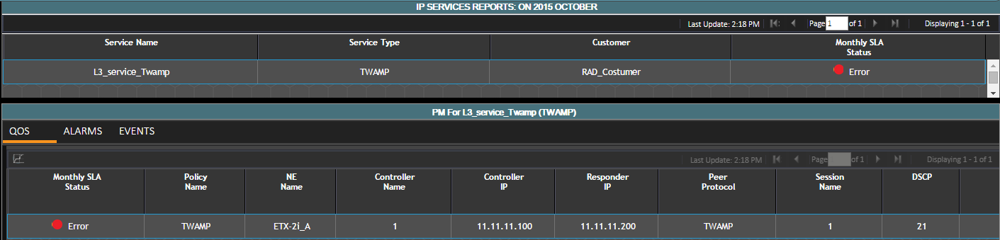 IP SERVICES REPORTS: ON 2015 OCTOBER
Last Update: 2:18 PM Page 1 of 1 Displaying 1 - 1 of 1
Service Name Service Type Customer Monthly SLA Status
L3_service_Twamp TWAMP RAD_Costumer Error
PM For L3_service_Twamp (TWAMP)
QOS ALARMS EVENTS
Last Update: 2:18 PM Page of 1 Displaying 1 - 1 of 1
Monthly SLA Status Policy Name NE Name Controller Name Controller IP Responder IP Peer Protocol Session Name DSCP
Error TWAMP ETX-2i_A 1 11.11.11.100 11.11.11.200 TWAMP 1 21